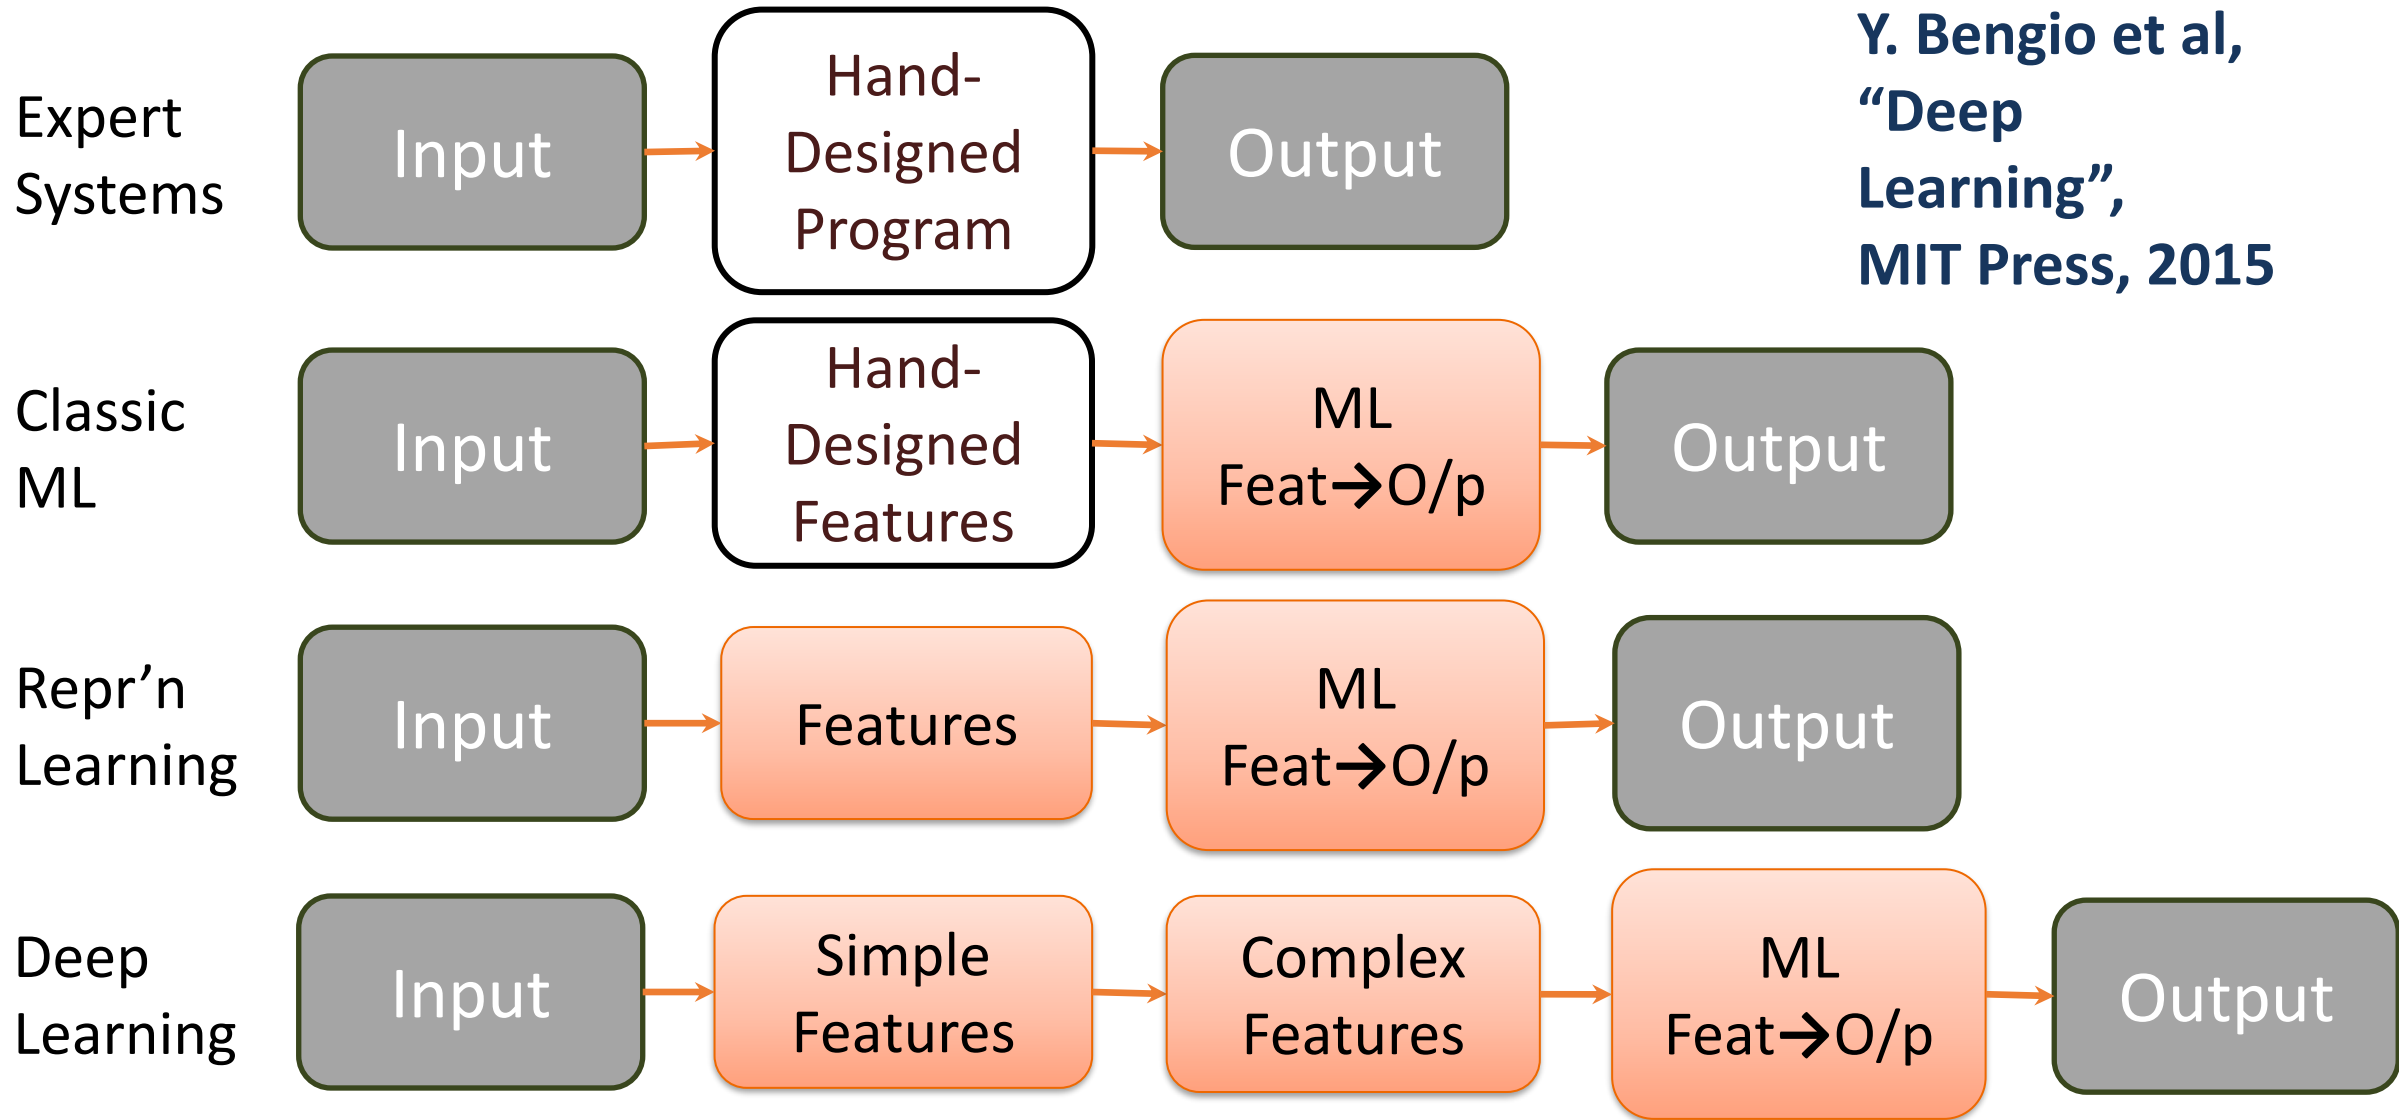 Expert
Systems
Input
Hand-
Designed
Program
Output
Y. Bengio et al,
“Deep
Learning”,
MIT Press, 2015
Classic
ML
Input
Hand-
Designed
Features
ML
Feat→O/p
Output
Repr’n
Learning
Input
Features
ML
Feat→O/p
Output
Deep
Learning
Input
Simple
Features
Complex
Features
ML
Feat→O/p
Output